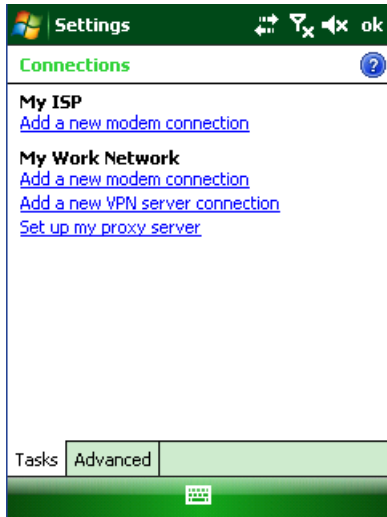 Settings
ok
Connections
?
My ISP
Add a new modem connection
My Work Network
Add a new modem connection
Add a new VPN server connection
Set up my proxy server
Tasks
Advanced